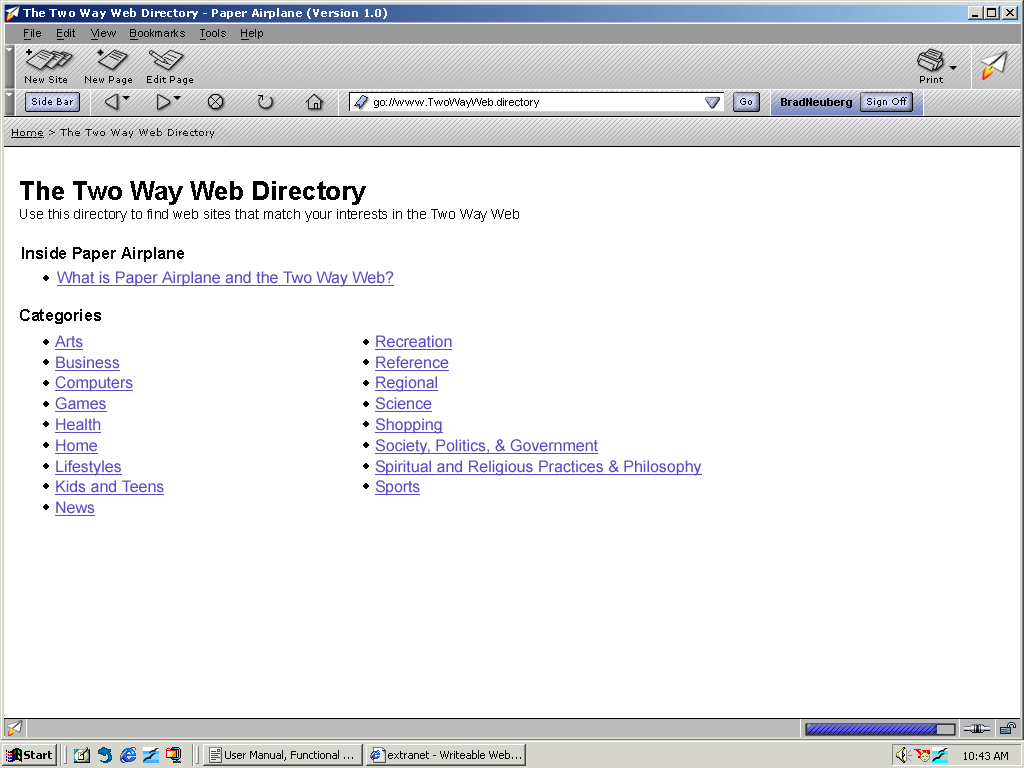 The Two Way Web Directory - Paper Airplane (Version 1.0)
File Edit View Bookmarks Tools Help
New Site New Page Edit Page Print
Side Bar go://www.TwoWayWeb.directory Go BradNeuberg Sign Off
Home > The Two Way Web Directory
The Two Way Web Directory
Use this directory to find web sites that match your interests in the Two Way Web
Inside Paper Airplane
What is Paper Airplane and the Two Way Web?
Categories
Arts
Business
Computers
Games
Health
Home
Lifestyles
Kids and Teens
News
Recreation
Reference
Regional
Science
Shopping
Society, Politics, & Government
Spiritual and Religious Practices & Philosophy
Sports
Start User Manual, Functional ... extranet - Writeable Web... 10:43 AM